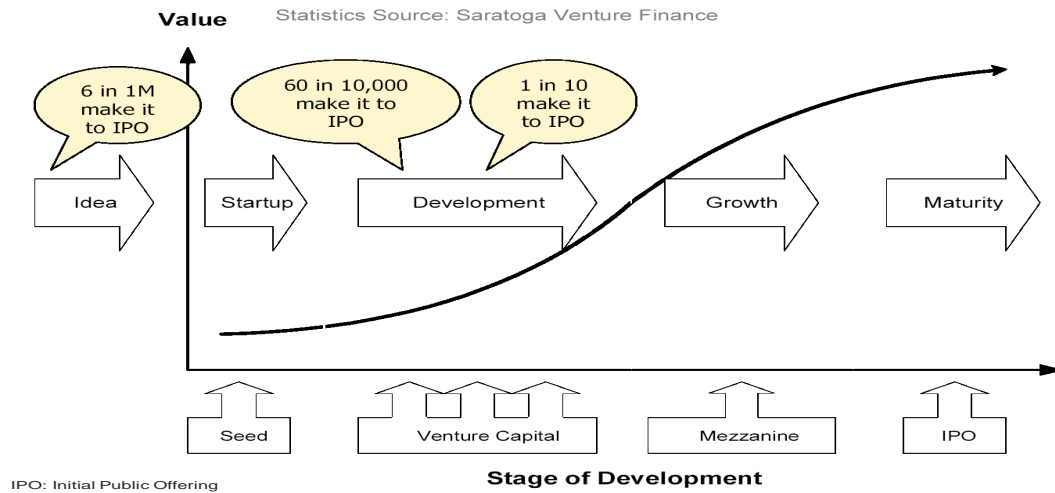 Value
Statistics Source: Saratoga Venture Finance
6 in 1M
make it
to IPO
60 in 10,000
make it to
IPO
1 in 10
make it
to IPO
Idea
Startup
Development
Growth
Maturity
Seed
Venture Capital
Mezzanine
IPO
IPO: Initial Public Offering
Stage of Development